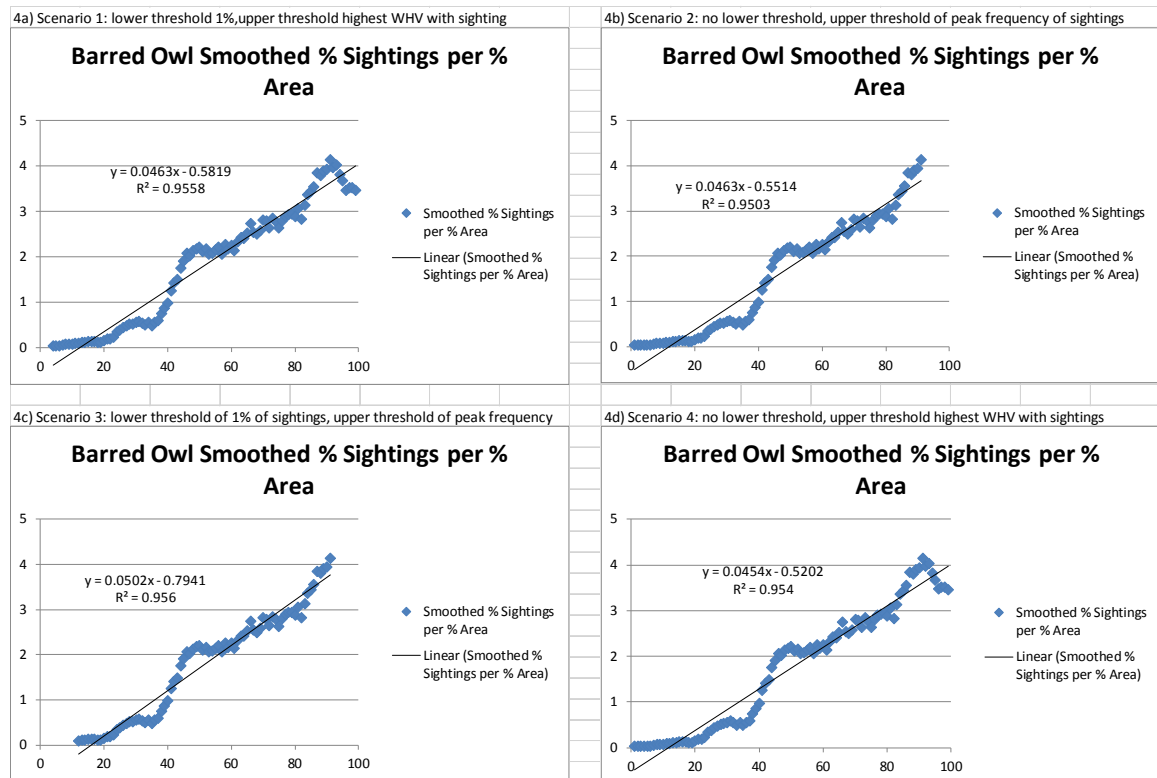 4a) Scenario 1: lower threshold 1%,upper threshold highest WHV with sighting
Barred Owl Smoothed % Sightings per %
Area
5
4
3
2
1
0
0 20 40 60 80 100
y = 0.0463x - 0.5819
R² = 0.9558
Smoothed % Sightings
per % Area
Linear (Smoothed %
Sightings per % Area)
4b) Scenario 2: no lower threshold, upper threshold of peak frequency of sightings
Barred Owl Smoothed % Sightings per %
Area
5
4
3
2
1
0
0 20 40 60 80 100
y = 0.0463x - 0.5514
R² = 0.9503
Smoothed % Sightings
per % Area
Linear (Smoothed %
Sightings per % Area)
4c) Scenario 3: lower threshold of 1% of sightings, upper threshold of peak frequency
Barred Owl Smoothed % Sightings per %
Area
5
4
3
2
1
0
0 20 40 60 80 100
y = 0.0502x - 0.7941
R² = 0.956
Smoothed % Sightings
per % Area
Linear (Smoothed %
Sightings per % Area)
4d) Scenario 4: no lower threshold, upper threshold highest WHV with sightings
Barred Owl Smoothed % Sightings per %
Area
5
4
3
2
1
0
0 20 40 60 80 100
y = 0.0454x - 0.5202
R² = 0.954
Smoothed % Sightings
per % Area
Linear (Smoothed %
Sightings per % Area)